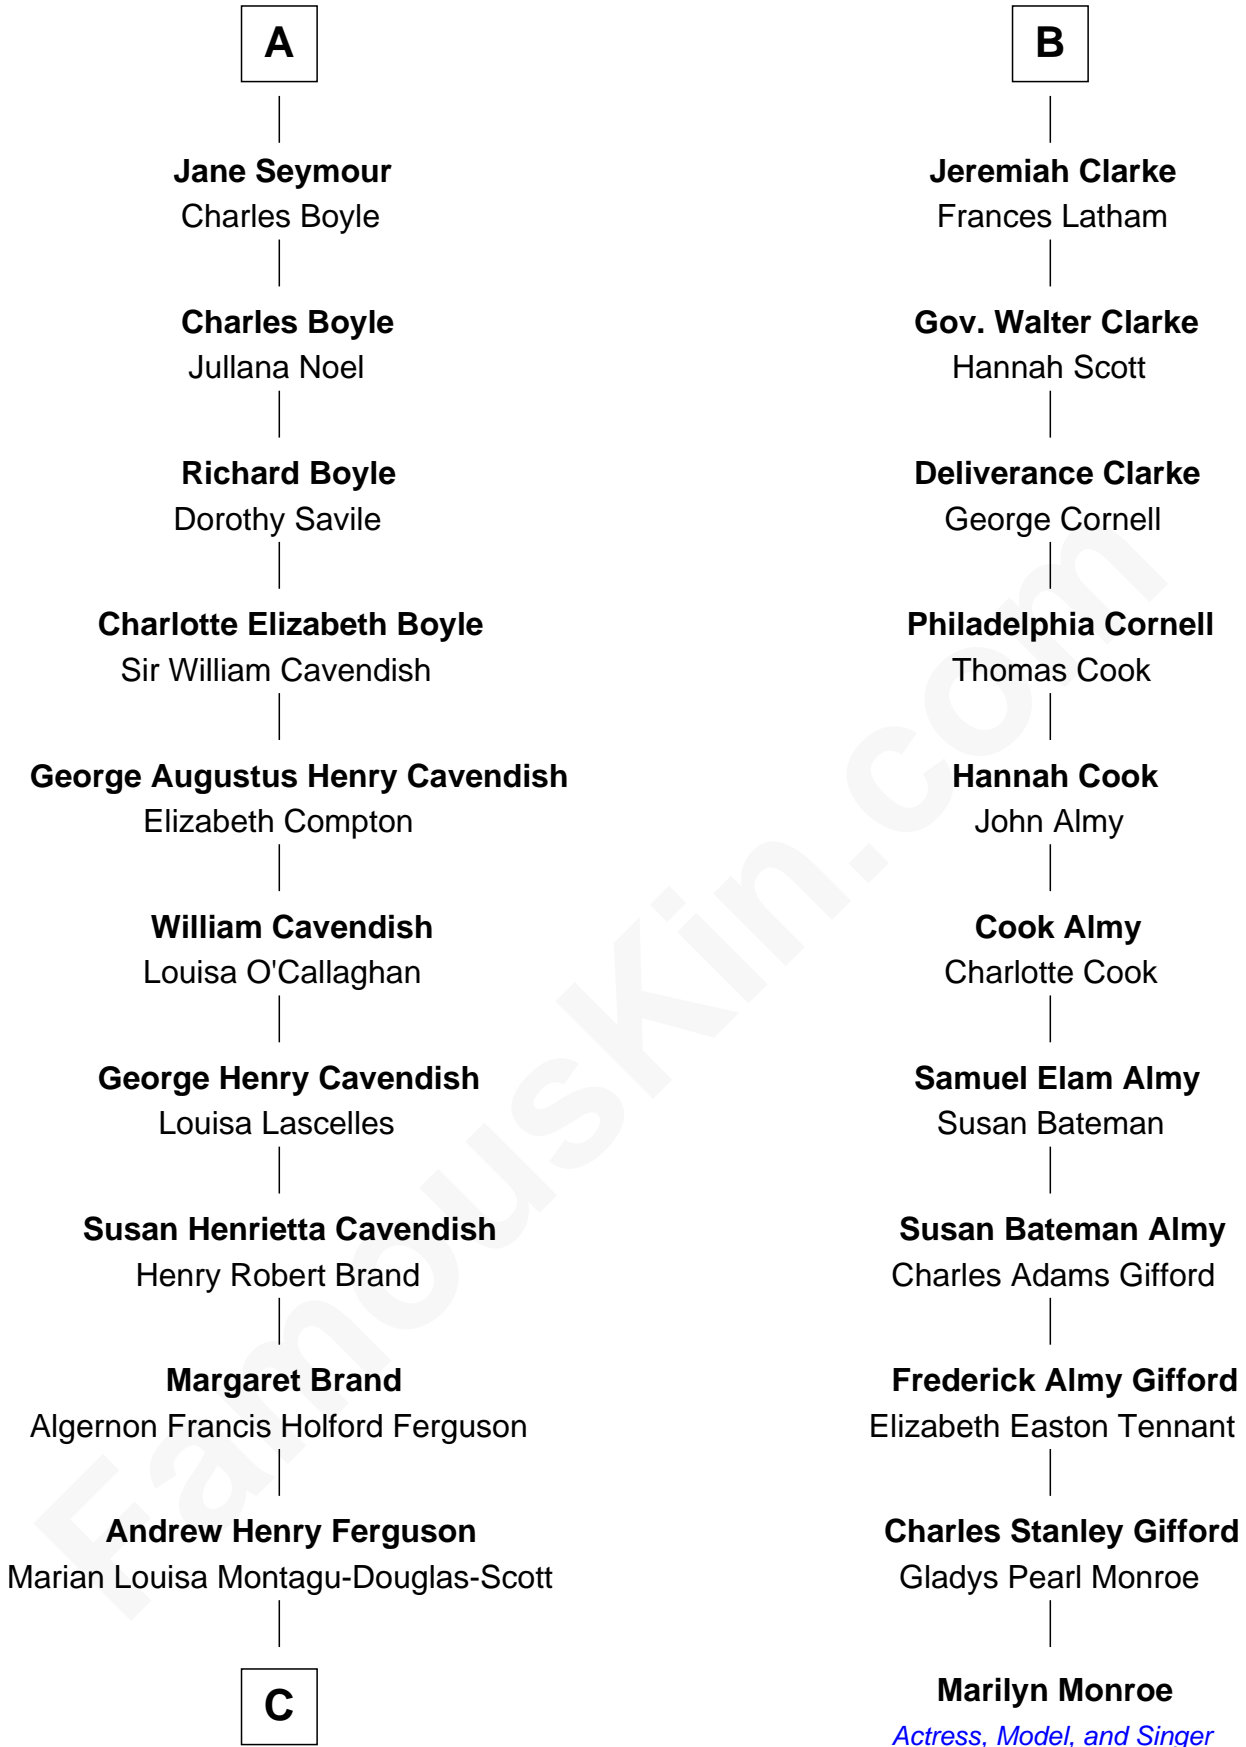 A
Jane Seymour
Charles Boyle
Charles Boyle
Jullana Noel
Richard Boyle
Dorothy Savile
Charlotte Elizabeth Boyle
Sir William Cavendish
George Augustus Henry Cavendish
Elizabeth Compton
William Cavendish
Louisa O'Callaghan
George Henry Cavendish
Louisa Lascelles
Susan Henrietta Cavendish
Henry Robert Brand
Margaret Brand
Algernon Francis Holford Ferguson
Andrew Henry Ferguson
Marian Louisa Montagu-Douglas-Scott
C
B
Jeremiah Clarke
Frances Latham
Gov. Walter Clarke
Hannah Scott
Deliverance Clarke
George Cornell
Philadelphia Cornell
Thomas Cook
Hannah Cook
John Almy
Cook Almy
Charlotte Cook
Samuel Elam Almy
Susan Bateman
Susan Bateman Almy
Charles Adams Gifford
Frederick Almy Gifford
Elizabeth Easton Tennant
Charles Stanley Gifford
Gladys Pearl Monroe
Marilyn Monroe
Actress, Model, and Singer
FamousKin.com